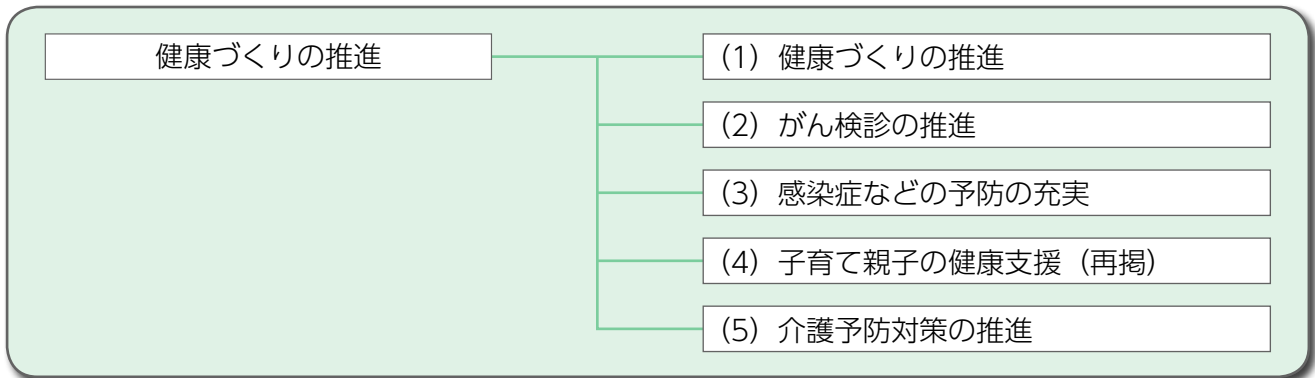 健康づくりの推進
(1) 健康づくりの推進
(2) がん検診の推進
(3) 感染症などの予防の充実
(4) 子育て親子の健康支援（再掲）
(5) 介護予防対策の推進